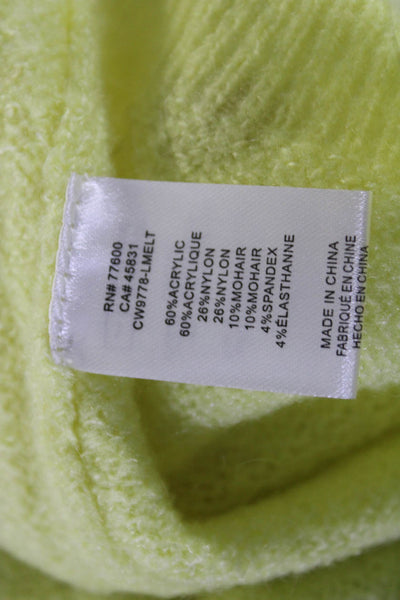 RN# 77600
CA# 45831
CW9778-LMELT
60%ACRYLIC
60%ACRYLIQUE
26%NYLON
26%NYLON
10%MOHAIR
10%MOHAIR
4%SPANDEX
4%ÉLASTHANNE
MADE IN CHINA
FABRIQUÉ EN CHINE
HECHO EN CHINA